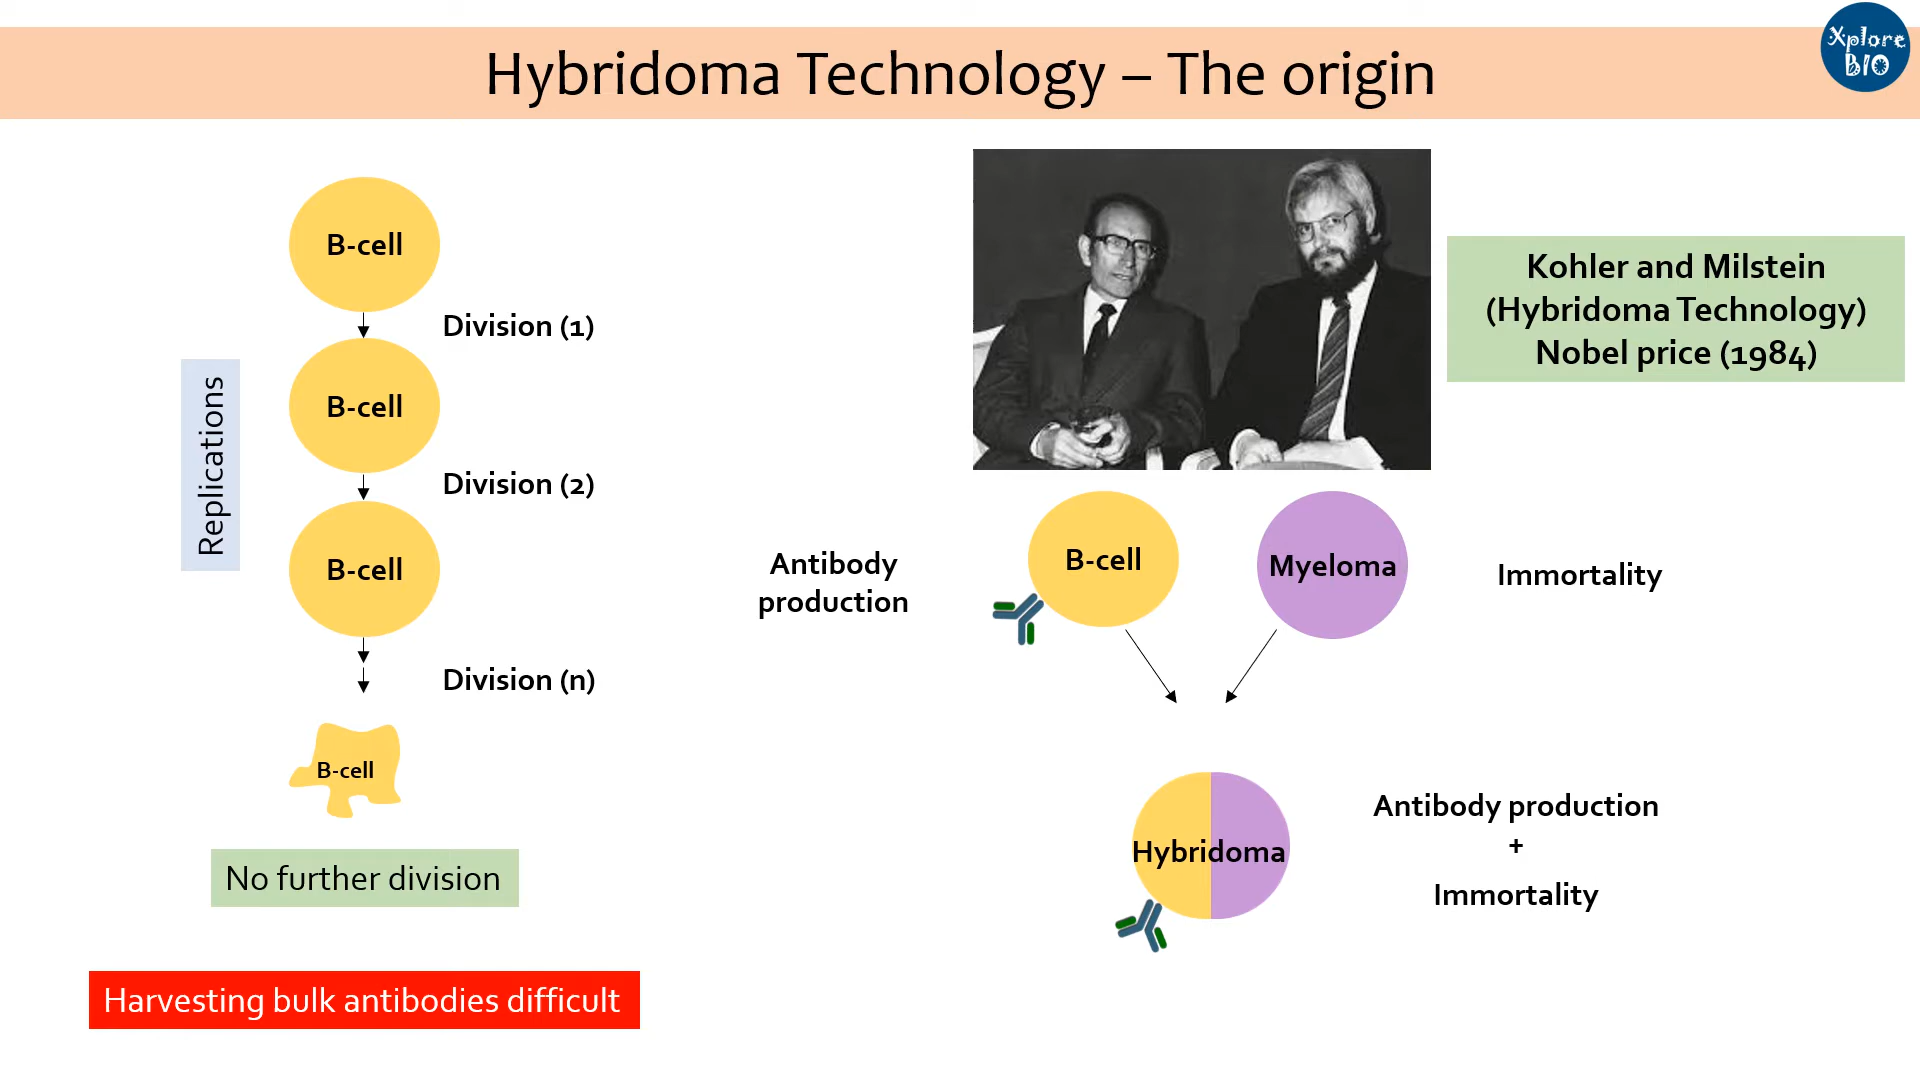 Hybridoma Technology – The origin
Xplore
BIO
B-cell
Division (1)
B-cell
Division (2)
B-cell
Division (n)
B-cell
Replications
No further division
Harvesting bulk antibodies difficult
Kohler and Milstein
(Hybridoma Technology)
Nobel price (1984)
Antibody
production
B-cell
Myeloma
Immortality
Hybridoma
Antibody production
+
Immortality